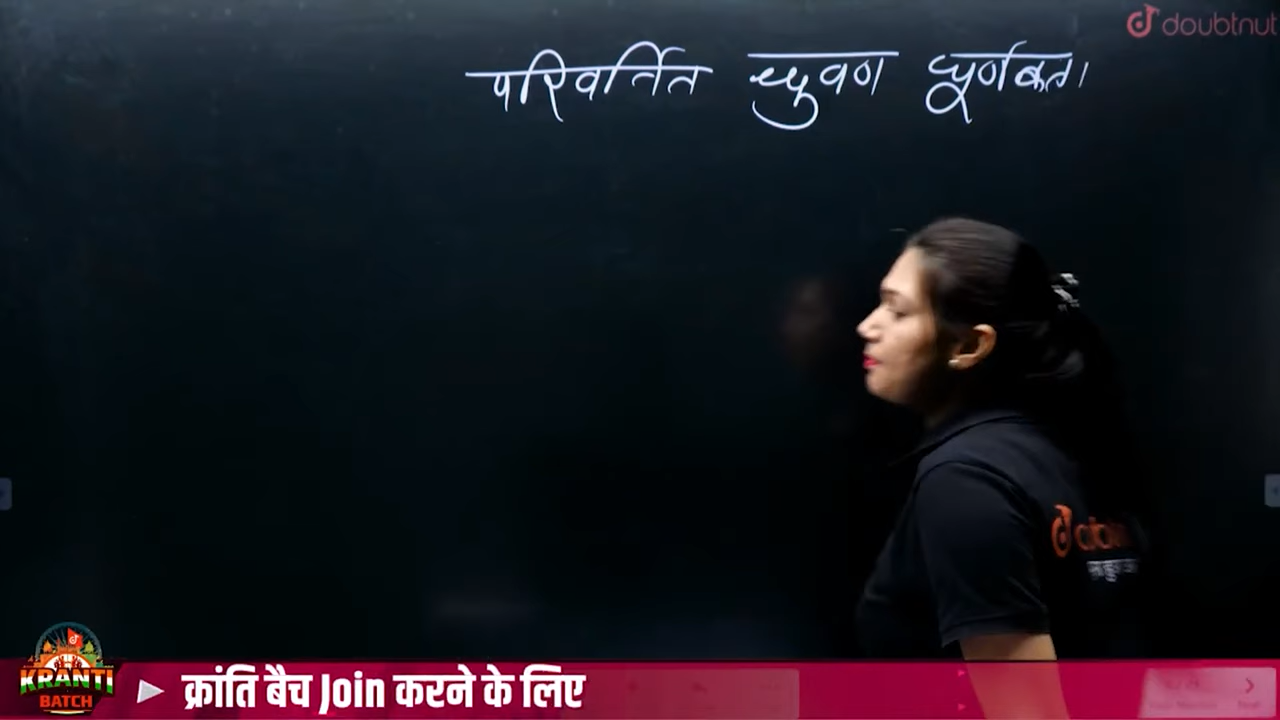 doubtnut
परिवर्तित ध्रुवण घूर्णकता
KRANTI
BATCH
क्रांति बैच Join करने के लिए